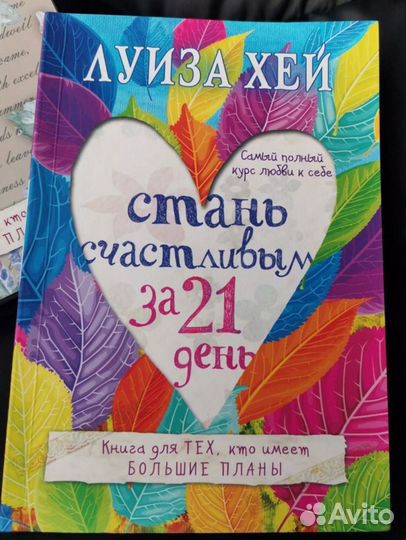 ЛУИЗА ХЕЙ
Самый полный
курс любви к себе
стань
счастливым
за 21
день
Книга для ТЕХ, кто имеет
БОЛЬШИЕ ПЛАНЫ
Avito